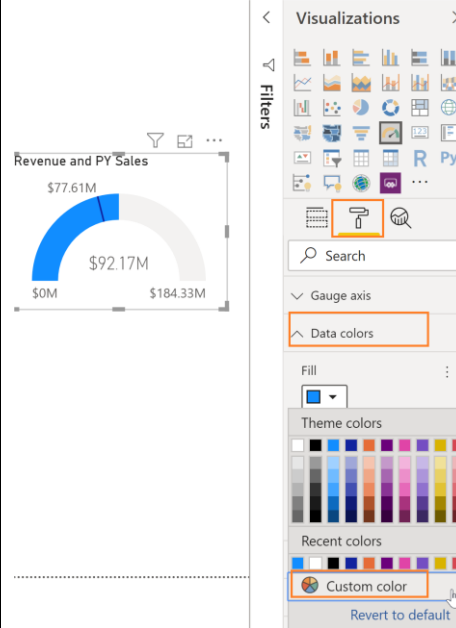 Visualizations
Filters
123
R Py
...
Revenue and PY Sales
$77.61M
$92.17M
$0M
$184.33M
Search
Gauge axis
Data colors
Fill
Theme colors
Recent colors
Custom color
Revert to default